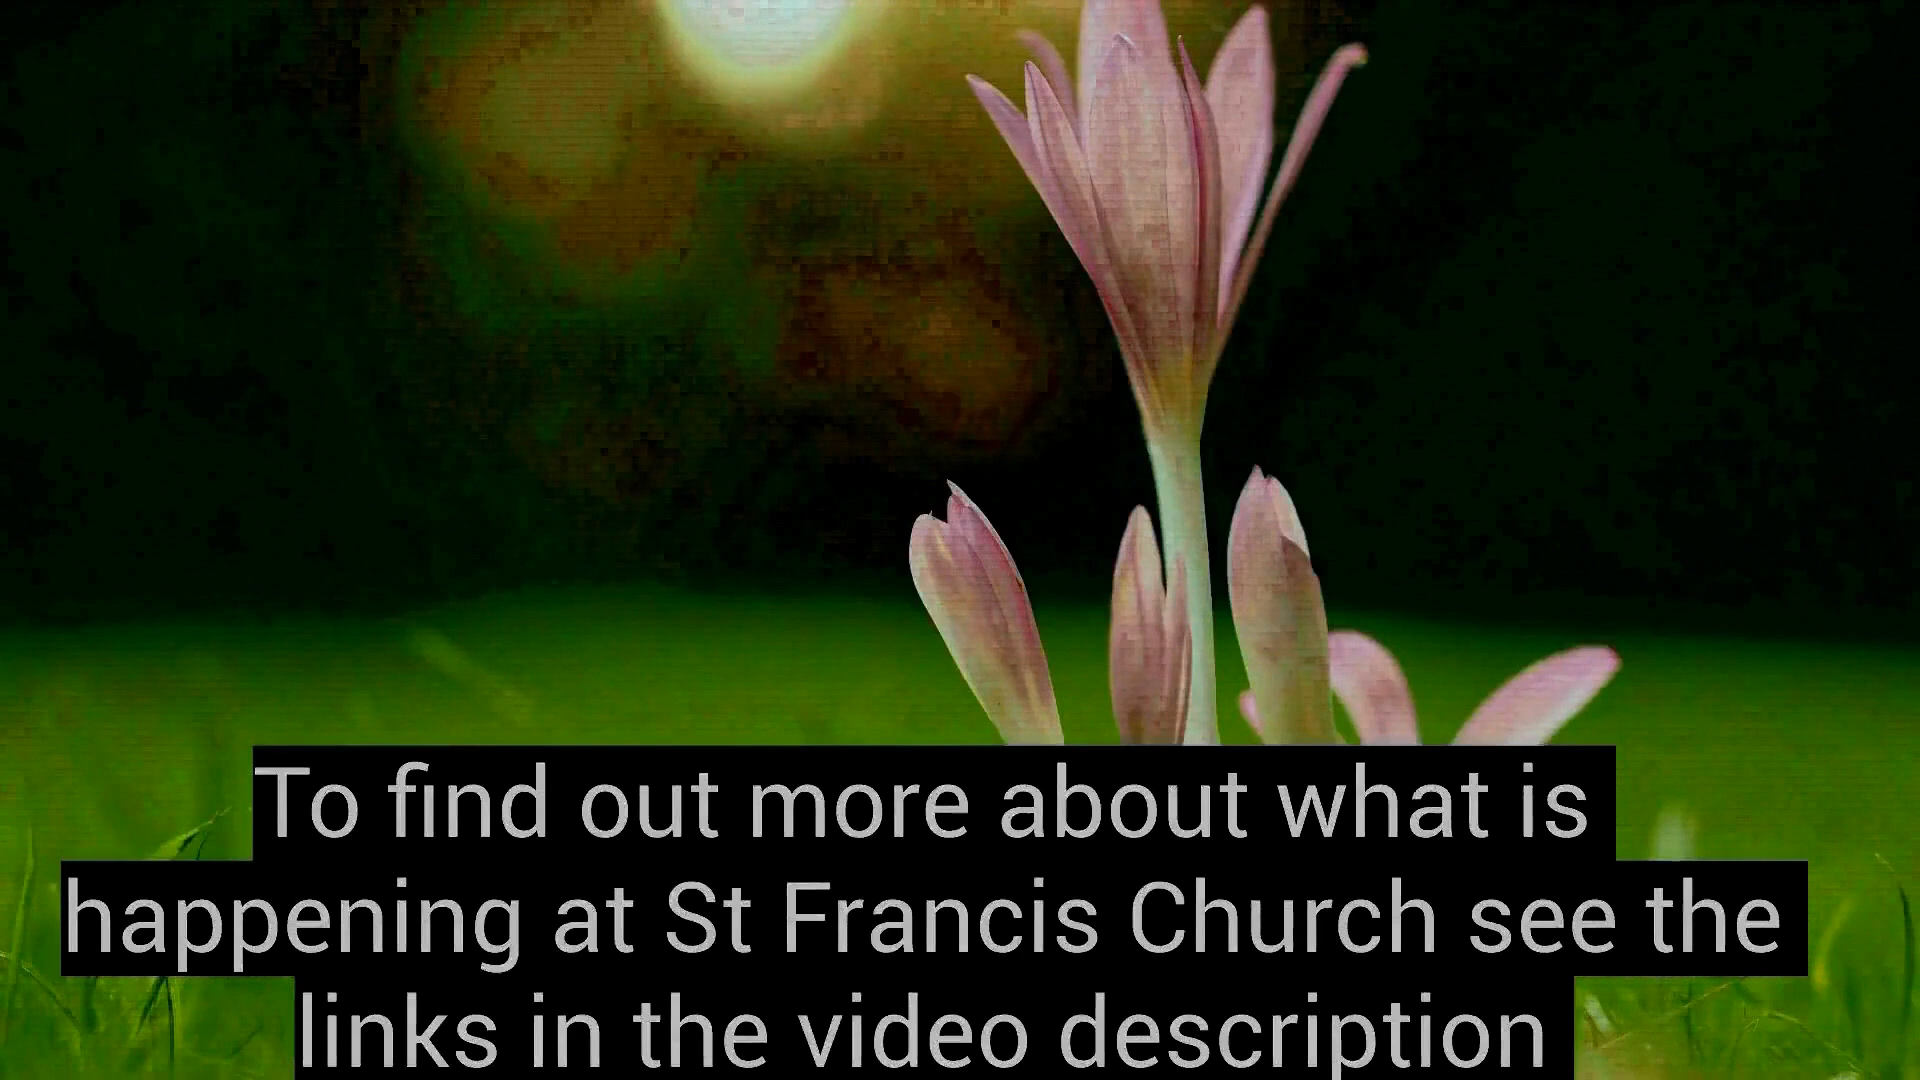 To find out more about what is
happening at St Francis Church see the
links in the video description